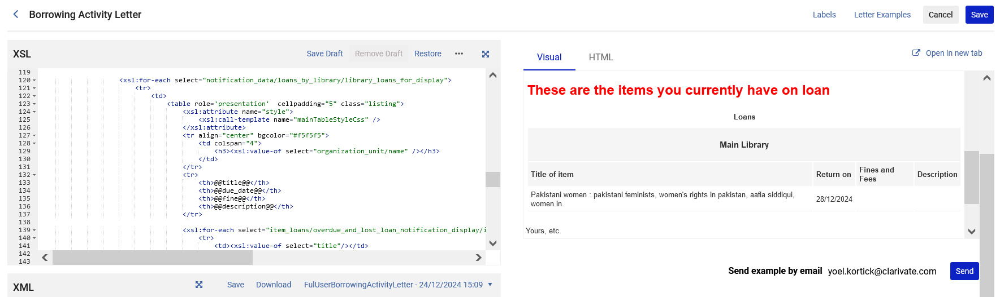 Borrowing Activity Letter
Labels
Letter Examples
Cancel
Save
XSL
Save Draft
Remove Draft
Restore
119
120 <xsl:for-each select="notification_data/loans_by_library/library_loans_for_display">
121 <tr>
122 <td>
123 <table role='presentation'  cellpadding="5" class="listing">
124 <xsl:attribute name="style">
125 <xsl:call-template name="mainTableStyleCss" />
126 </xsl:attribute>
127 <tr align="center" bgcolor="#f5f5f5">
128 <td colspan="4">
129 <h3><xsl:value-of select="organization_unit/name" /></h3>
130 </td>
131 </tr>
132 <tr>
133 <th>@@title@@</th>
134 <th>@@due_date@@</th>
135 <th>@@fine@@</th>
136 <th>@@description@@</th>
137 </tr>
138
139 <xsl:for-each select="item_loans/overdue_and_lost_loan_notification_display/i
140 <tr>
141 <td><xsl:value-of select="title"/></td>
142
143
XML
Save
Download
FulUserBorrowingActivityLetter - 24/12/2024 15:09
Visual
HTML
Open in new tab
These are the items you currently have on loan
Loans
Main Library
Title of item
Return on
Fines and
Fees
Description
Pakistani women : pakistani feminists, women's rights in pakistan, aafia siddiqui,
women in.
28/12/2024
Yours, etc.
Send example by email
yoel.kortick@clarivate.com
Send